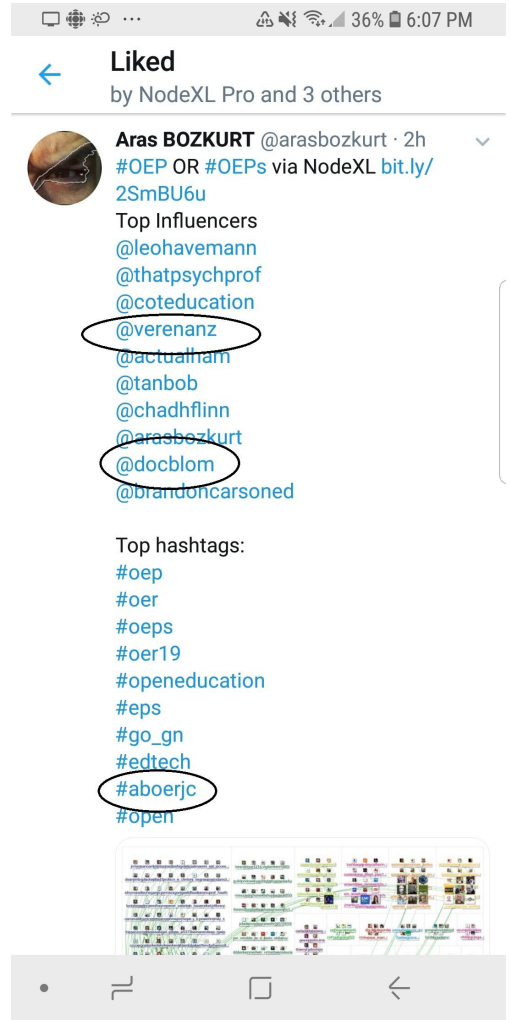 36% 6:07 PM
Liked
by NodeXL Pro and 3 others
Aras BOZKURT @arasbozkurt · 2h
#OEP OR #OEPs via NodeXL bit.ly/
2SmBU6u
Top Influencers
@leohavemann
@thatpsychprof
@coteducation
@verenanz
@actualham
@tanbob
@chadhflinn
@arasbozkurt
@docblom
@brandoncarsoned
Top hashtags:
#oep
#oer
#oeps
#oer19
#openeducation
#eps
#go_gn
#edtech
#aboerjc
#open